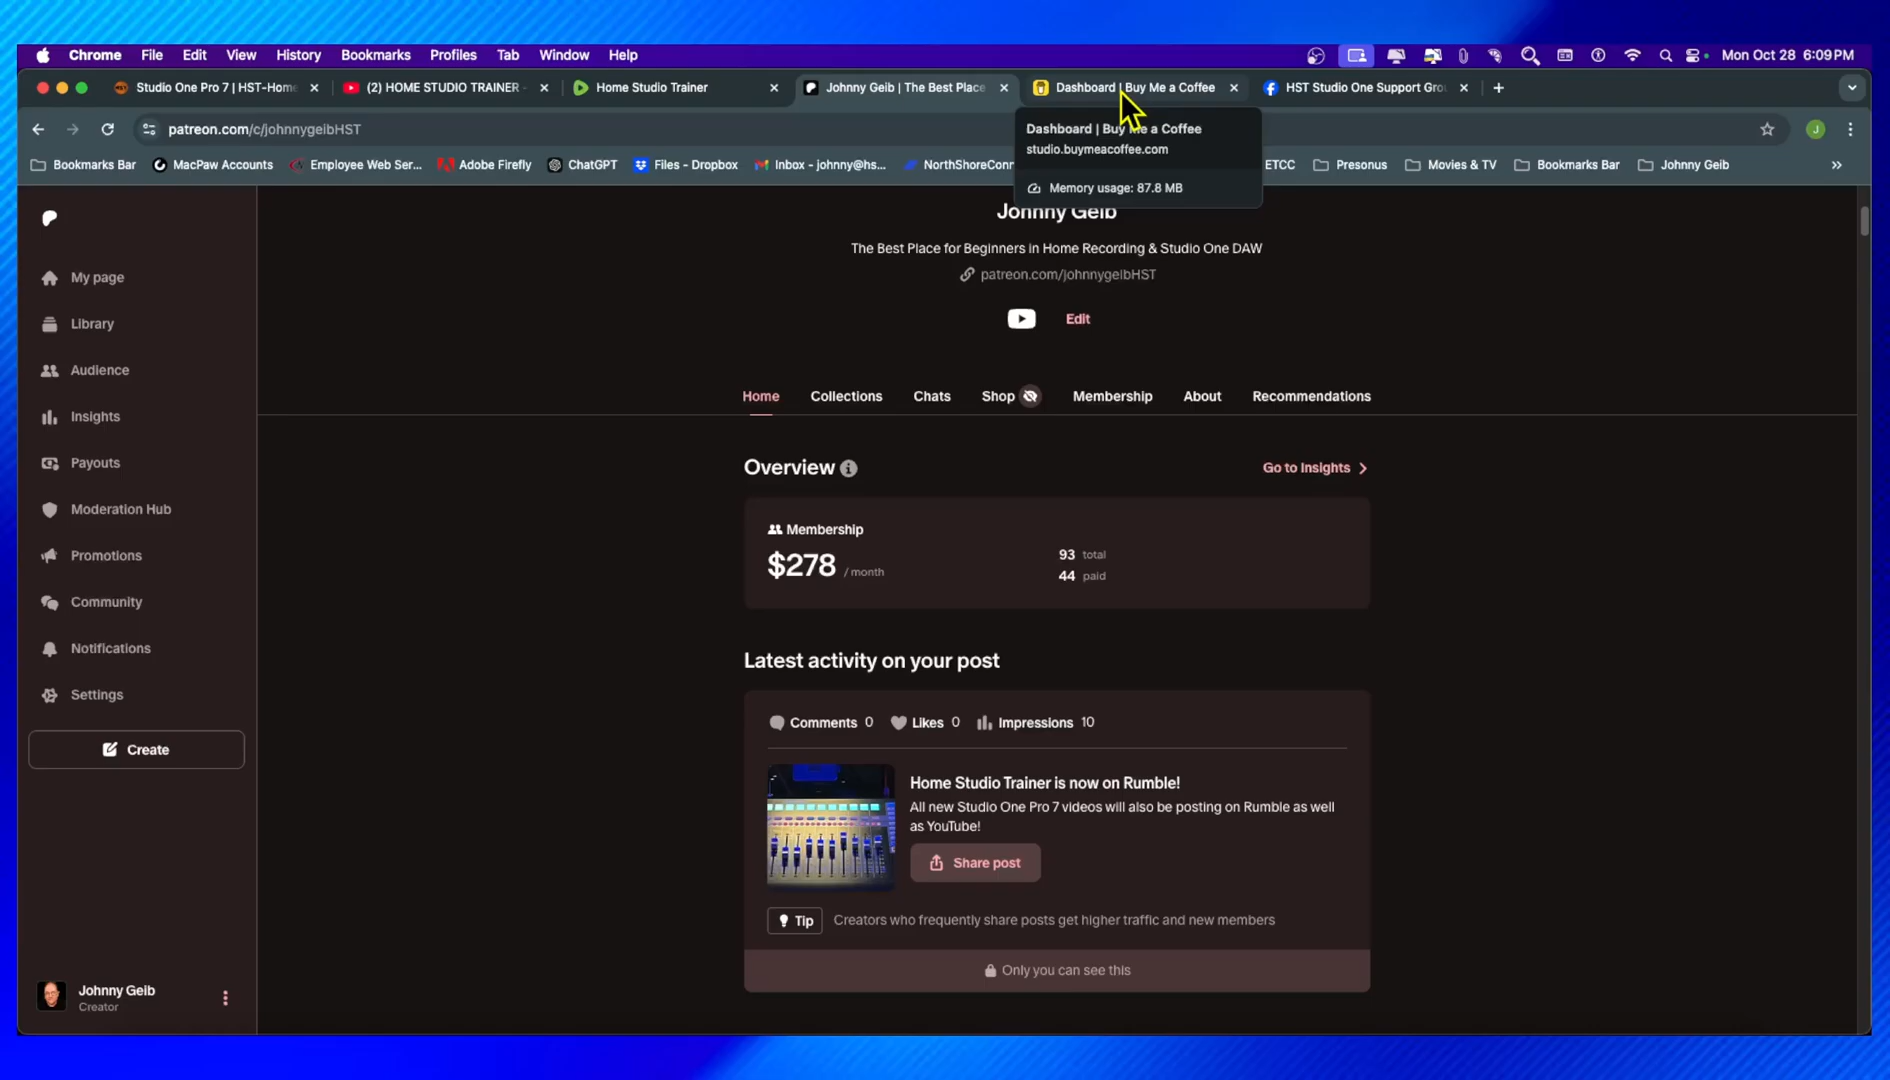 Chrome File Edit View History Bookmarks Profiles Tab Window Help Mon Oct 28 6:09 PM
Studio One Pro 7 | HST-Home
(2) HOME STUDIO TRAINER -
Home Studio Trainer
Johnny Geib | The Best Place
Dashboard | Buy Me a Coffee
HST Studio One Support Grou
patreon.com/c/johnnygeibHST
J
Bookmarks Bar
MacPaw Accounts
Employee Web Ser...
Adobe Firefly
ChatGPT
Files - Dropbox
Inbox - johnny@hs...
NorthShoreConn
ETCC
Presonus
Movies & TV
Bookmarks Bar
Johnny Geib
Dashboard | Buy Me a Coffee
studio.buymeacoffee.com
Memory usage: 87.8 MB
My page
Library
Audience
Insights
Payouts
Moderation Hub
Promotions
Community
Notifications
Settings
Create
Johnny Geib
Creator
Johnny Geib
The Best Place for Beginners in Home Recording & Studio One DAW
patreon.com/johnnygeibHST
Edit
Home Collections Chats Shop Membership About Recommendations
Overview
Go to Insights
Membership
$278 / month
93 total
44 paid
Latest activity on your post
Comments 0 Likes 0 Impressions 10
Home Studio Trainer is now on Rumble!
All new Studio One Pro 7 videos will also be posting on Rumble as well
as YouTube!
Share post
Tip Creators who frequently share posts get higher traffic and new members
Only you can see this